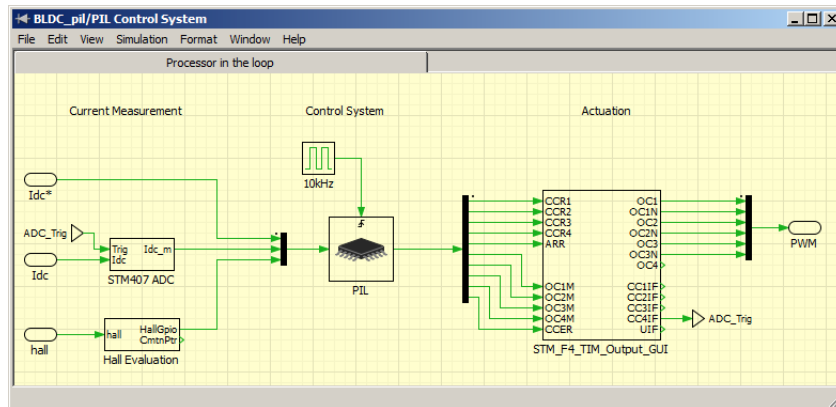 BLDC_pil/PIL Control System
File Edit View Simulation Format Window Help
Processor in the loop
Current Measurement
Control System
Actuation
10kHz
Idc*
ADC_Trig
Idc
Trig
Idc
Idc_m
STM407 ADC
hall
hall
HallGpio
CmtnPtr
Hall Evaluation
PIL
CCR1
CCR2
CCR3
CCR4
ARR
OC1M
OC2M
OC3M
OC4M
CCER
OC1
OC1N
OC2
OC2N
OC3
OC3N
OC4
CC1IF
CC2IF
CC3IF
CC4IF
UIF
STM_F4_TIM_Output_GUI
PWM
ADC_Trig